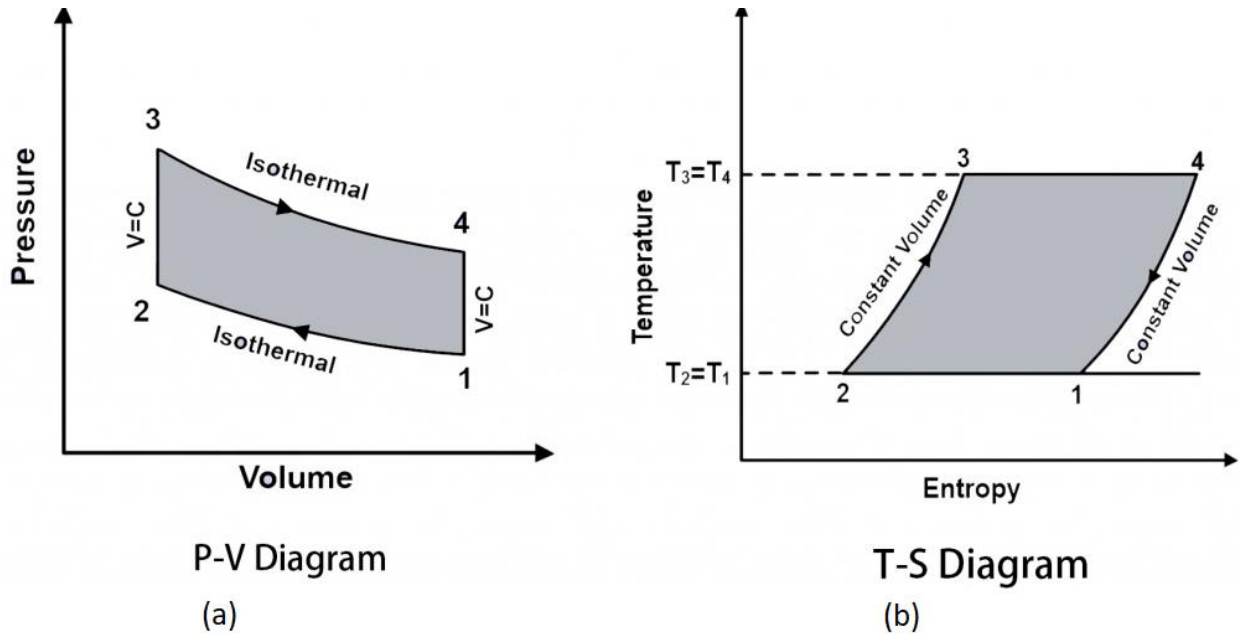 Pressure
3
Isothermal
4
V=C
V=C
2
Isothermal
1
Volume
P-V Diagram
(a)
Temperature
T₃=T₄
3
4
Constant Volume
Constant Volume
T₂=T₁
2
1
Entropy
T-S Diagram
(b)